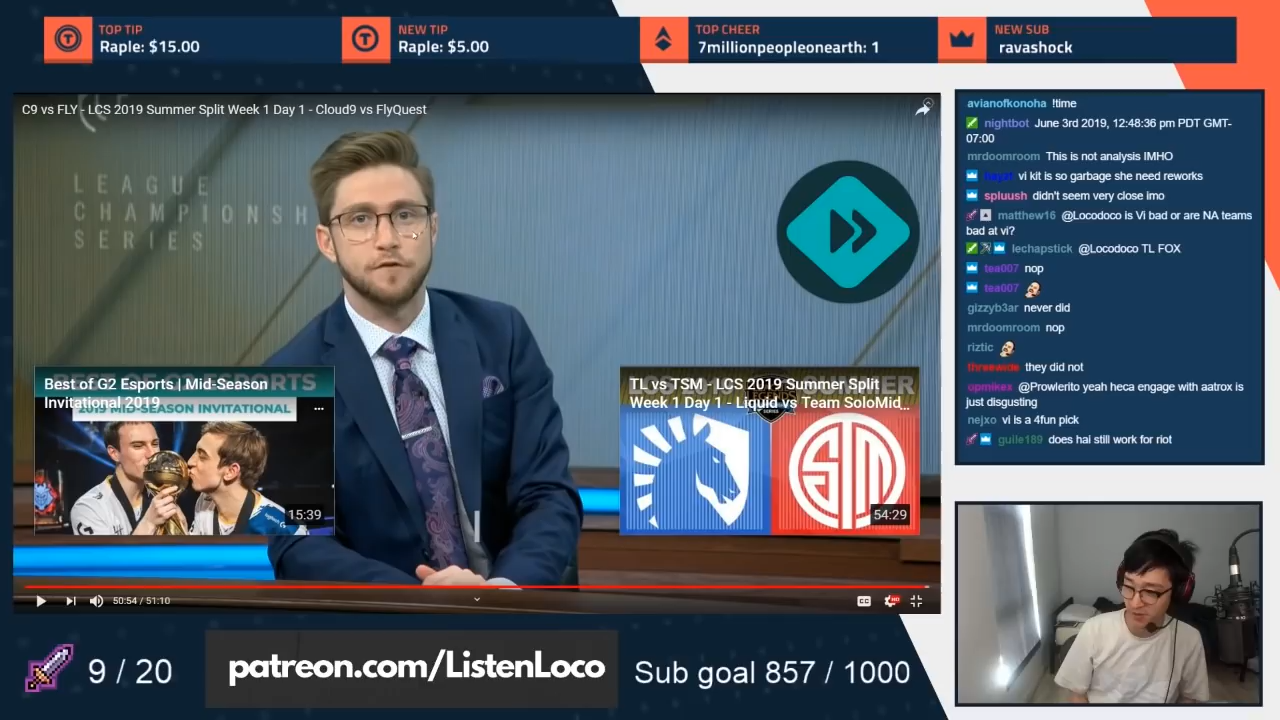 TOP TIP
Raple: $15.00
NEW TIP
Raple: $5.00
TOP CHEER
7millionpeopleonearth: 1
NEW SUB
ravashock
C9 vs FLY - LCS 2019 Summer Split Week 1 Day 1 - Cloud9 vs FlyQuest
LEAGUE
CHAMPIONSH
SERIES
Best of G2 Esports | Mid-Season
Invitational 2019
2019 MID-SEASON INVITATIONAL
15:39
TL vs TSM - LCS 2019 Summer Split
Week 1 Day 1 - Liquid vs Team SoloMid...
TSM
54:29
50:54 / 51:10
CC
HD
avianofkonoha !time
nightbot June 3rd 2019, 12:48:36 pm PDT GMT-
07:00
mrdoomroom This is not analysis IMHO
vi kit is so garbage she need reworks
spluush didn't seem very close imo
matthew16 @Locodoco is Vi bad or are NA teams
bad at vi?
lechapstick @Locodoco TL FOX
tea007 nop
tea007
gizzyb3ar never did
mrdoomroom nop
riztic
threewide they did not
opmikes @Prowlerito yeah heca engage with aatrox is
just disgusting
nejxo vi is a 4fun pick
guile189 does hai still work for riot
9 / 20
patreon.com/ListenLoco
Sub goal 857 / 1000